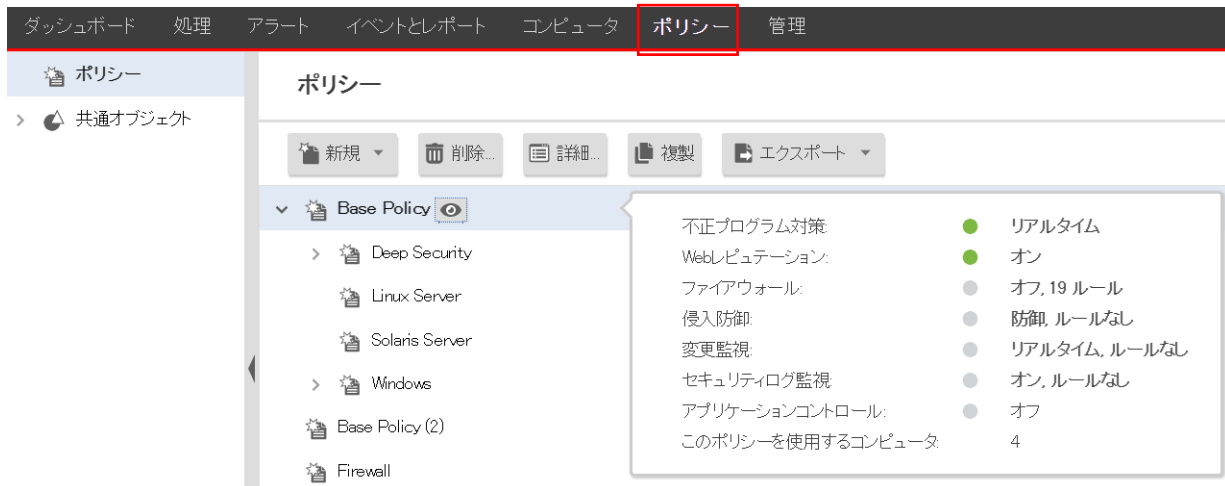 ダッシュボード 処理 アラート イベントとレポート コンピュータ ポリシー 管理
ポリシー
共通オブジェクト
ポリシー
新規 削除... 詳細... 複製 エクスポート
Base Policy
Deep Security
Linux Server
Solaris Server
Windows
Base Policy (2)
Firewall
不正プログラム対策: リアルタイム
Webレピュテーション: オン
ファイアウォール: オフ, 19 ルール
侵入防御: 防御, ルールなし
変更監視: リアルタイム, ルールなし
セキュリティログ監視: オン, ルールなし
アプリケーションコントロール: オフ
このポリシーを使用するコンピュータ: 4